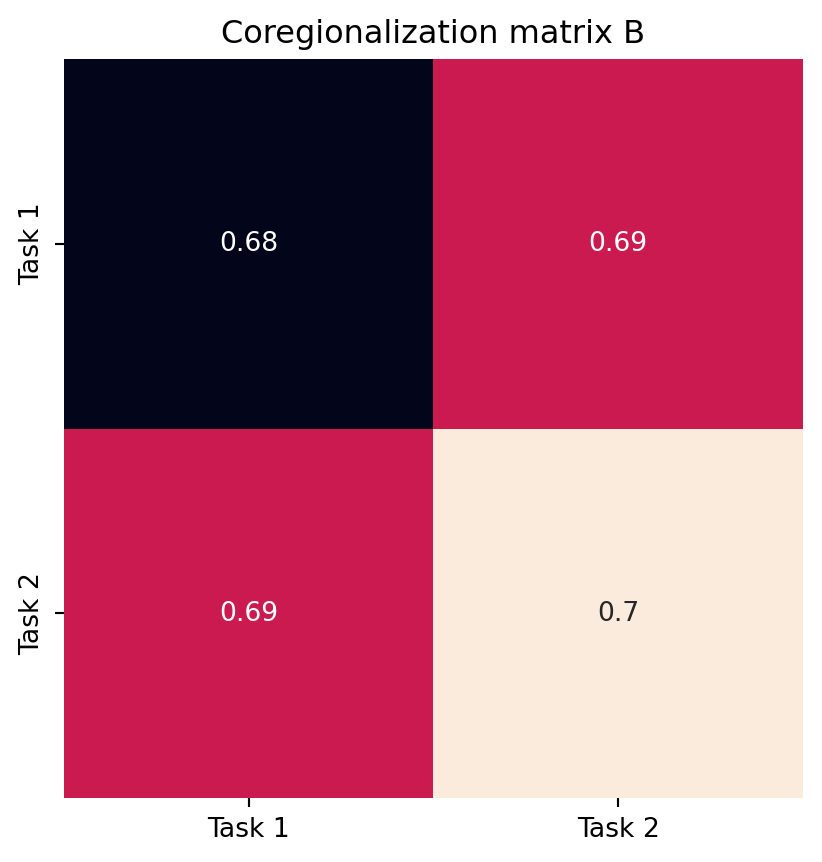 Coregionalization matrix B
Task 1
0.68
0.69
Task 2
0.69
0.7
Task 1
Task 2